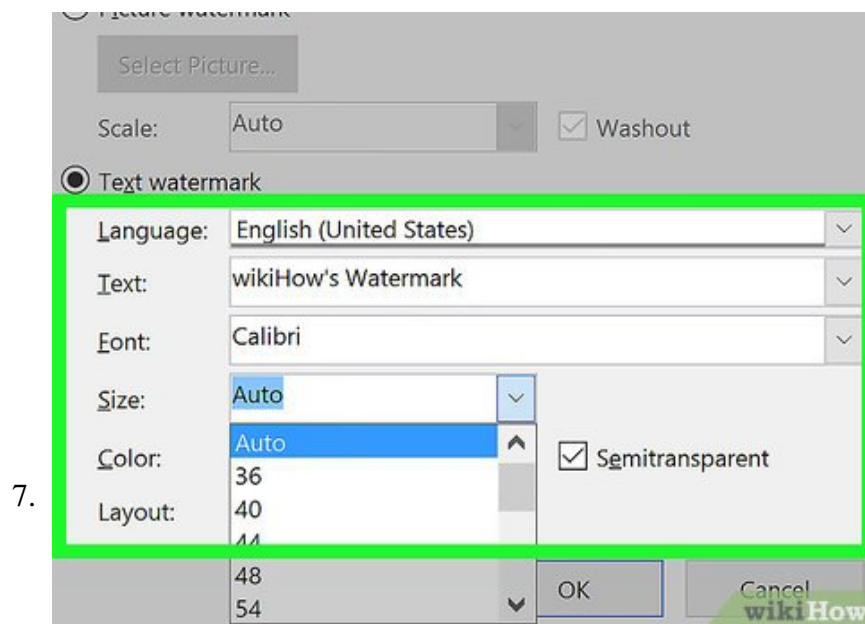 Picture watermark
Select Picture...
Scale: Auto Washout
Text watermark
Language: English (United States)
Text: wikiHow's Watermark
Font: Calibri
Size: Auto
Auto
Color: Semitransparent
36
7.
40
Layout:
44
48
OK Cancel
54
wikiHow